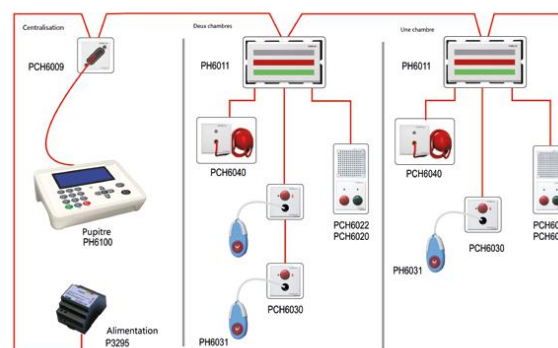 Centralisation
PCH6009
Pupitre
PH6100
Alimentation
P3295
Deux chambres
PH6011
PCH6040
PCH6022
PCH6020
PCH6030
PH6031
Une chambre
PH6011
PCH6040
PCH6030
PH6031